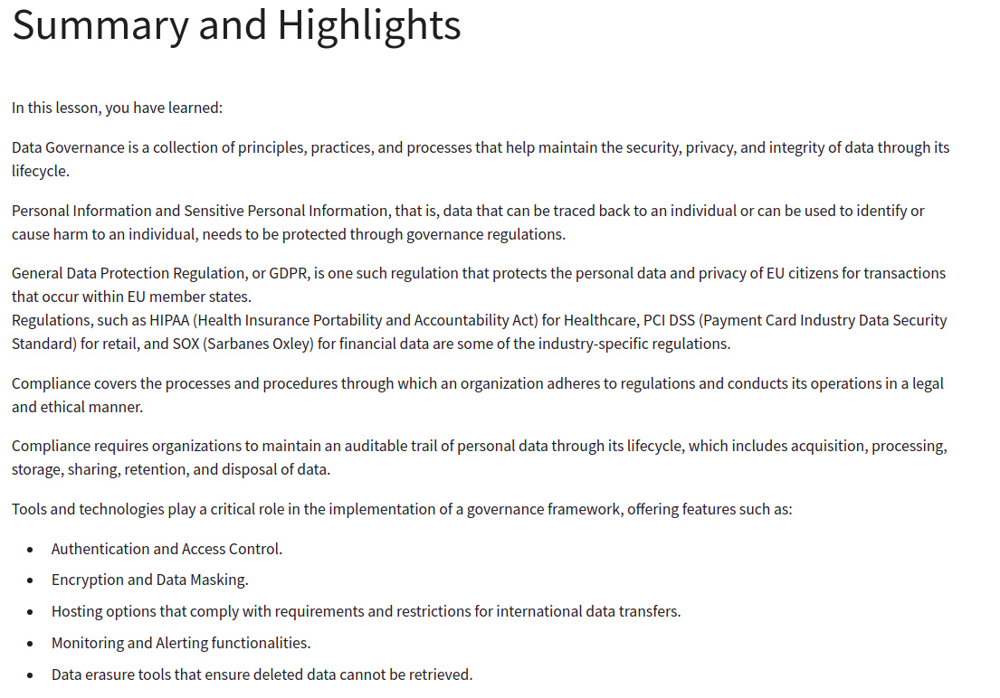 Summary and Highlights
In this lesson, you have learned:
Data Governance is a collection of principles, practices, and processes that help maintain the security, privacy, and integrity of data through its
lifecycle.
Personal Information and Sensitive Personal Information, that is, data that can be traced back to an individual or can be used to identify or
cause harm to an individual, needs to be protected through governance regulations.
General Data Protection Regulation, or GDPR, is one such regulation that protects the personal data and privacy of EU citizens for transactions
that occur within EU member states.
Regulations, such as HIPAA (Health Insurance Portability and Accountability Act) for Healthcare, PCI DSS (Payment Card Industry Data Security
Standard) for retail, and SOX (Sarbanes Oxley) for financial data are some of the industry-specific regulations.
Compliance covers the processes and procedures through which an organization adheres to regulations and conducts its operations in a legal
and ethical manner.
Compliance requires organizations to maintain an auditable trail of personal data through its lifecycle, which includes acquisition, processing,
storage, sharing, retention, and disposal of data.
Tools and technologies play a critical role in the implementation of a governance framework, offering features such as:
• Authentication and Access Control.
• Encryption and Data Masking.
• Hosting options that comply with requirements and restrictions for international data transfers.
• Monitoring and Alerting functionalities.
• Data erasure tools that ensure deleted data cannot be retrieved.